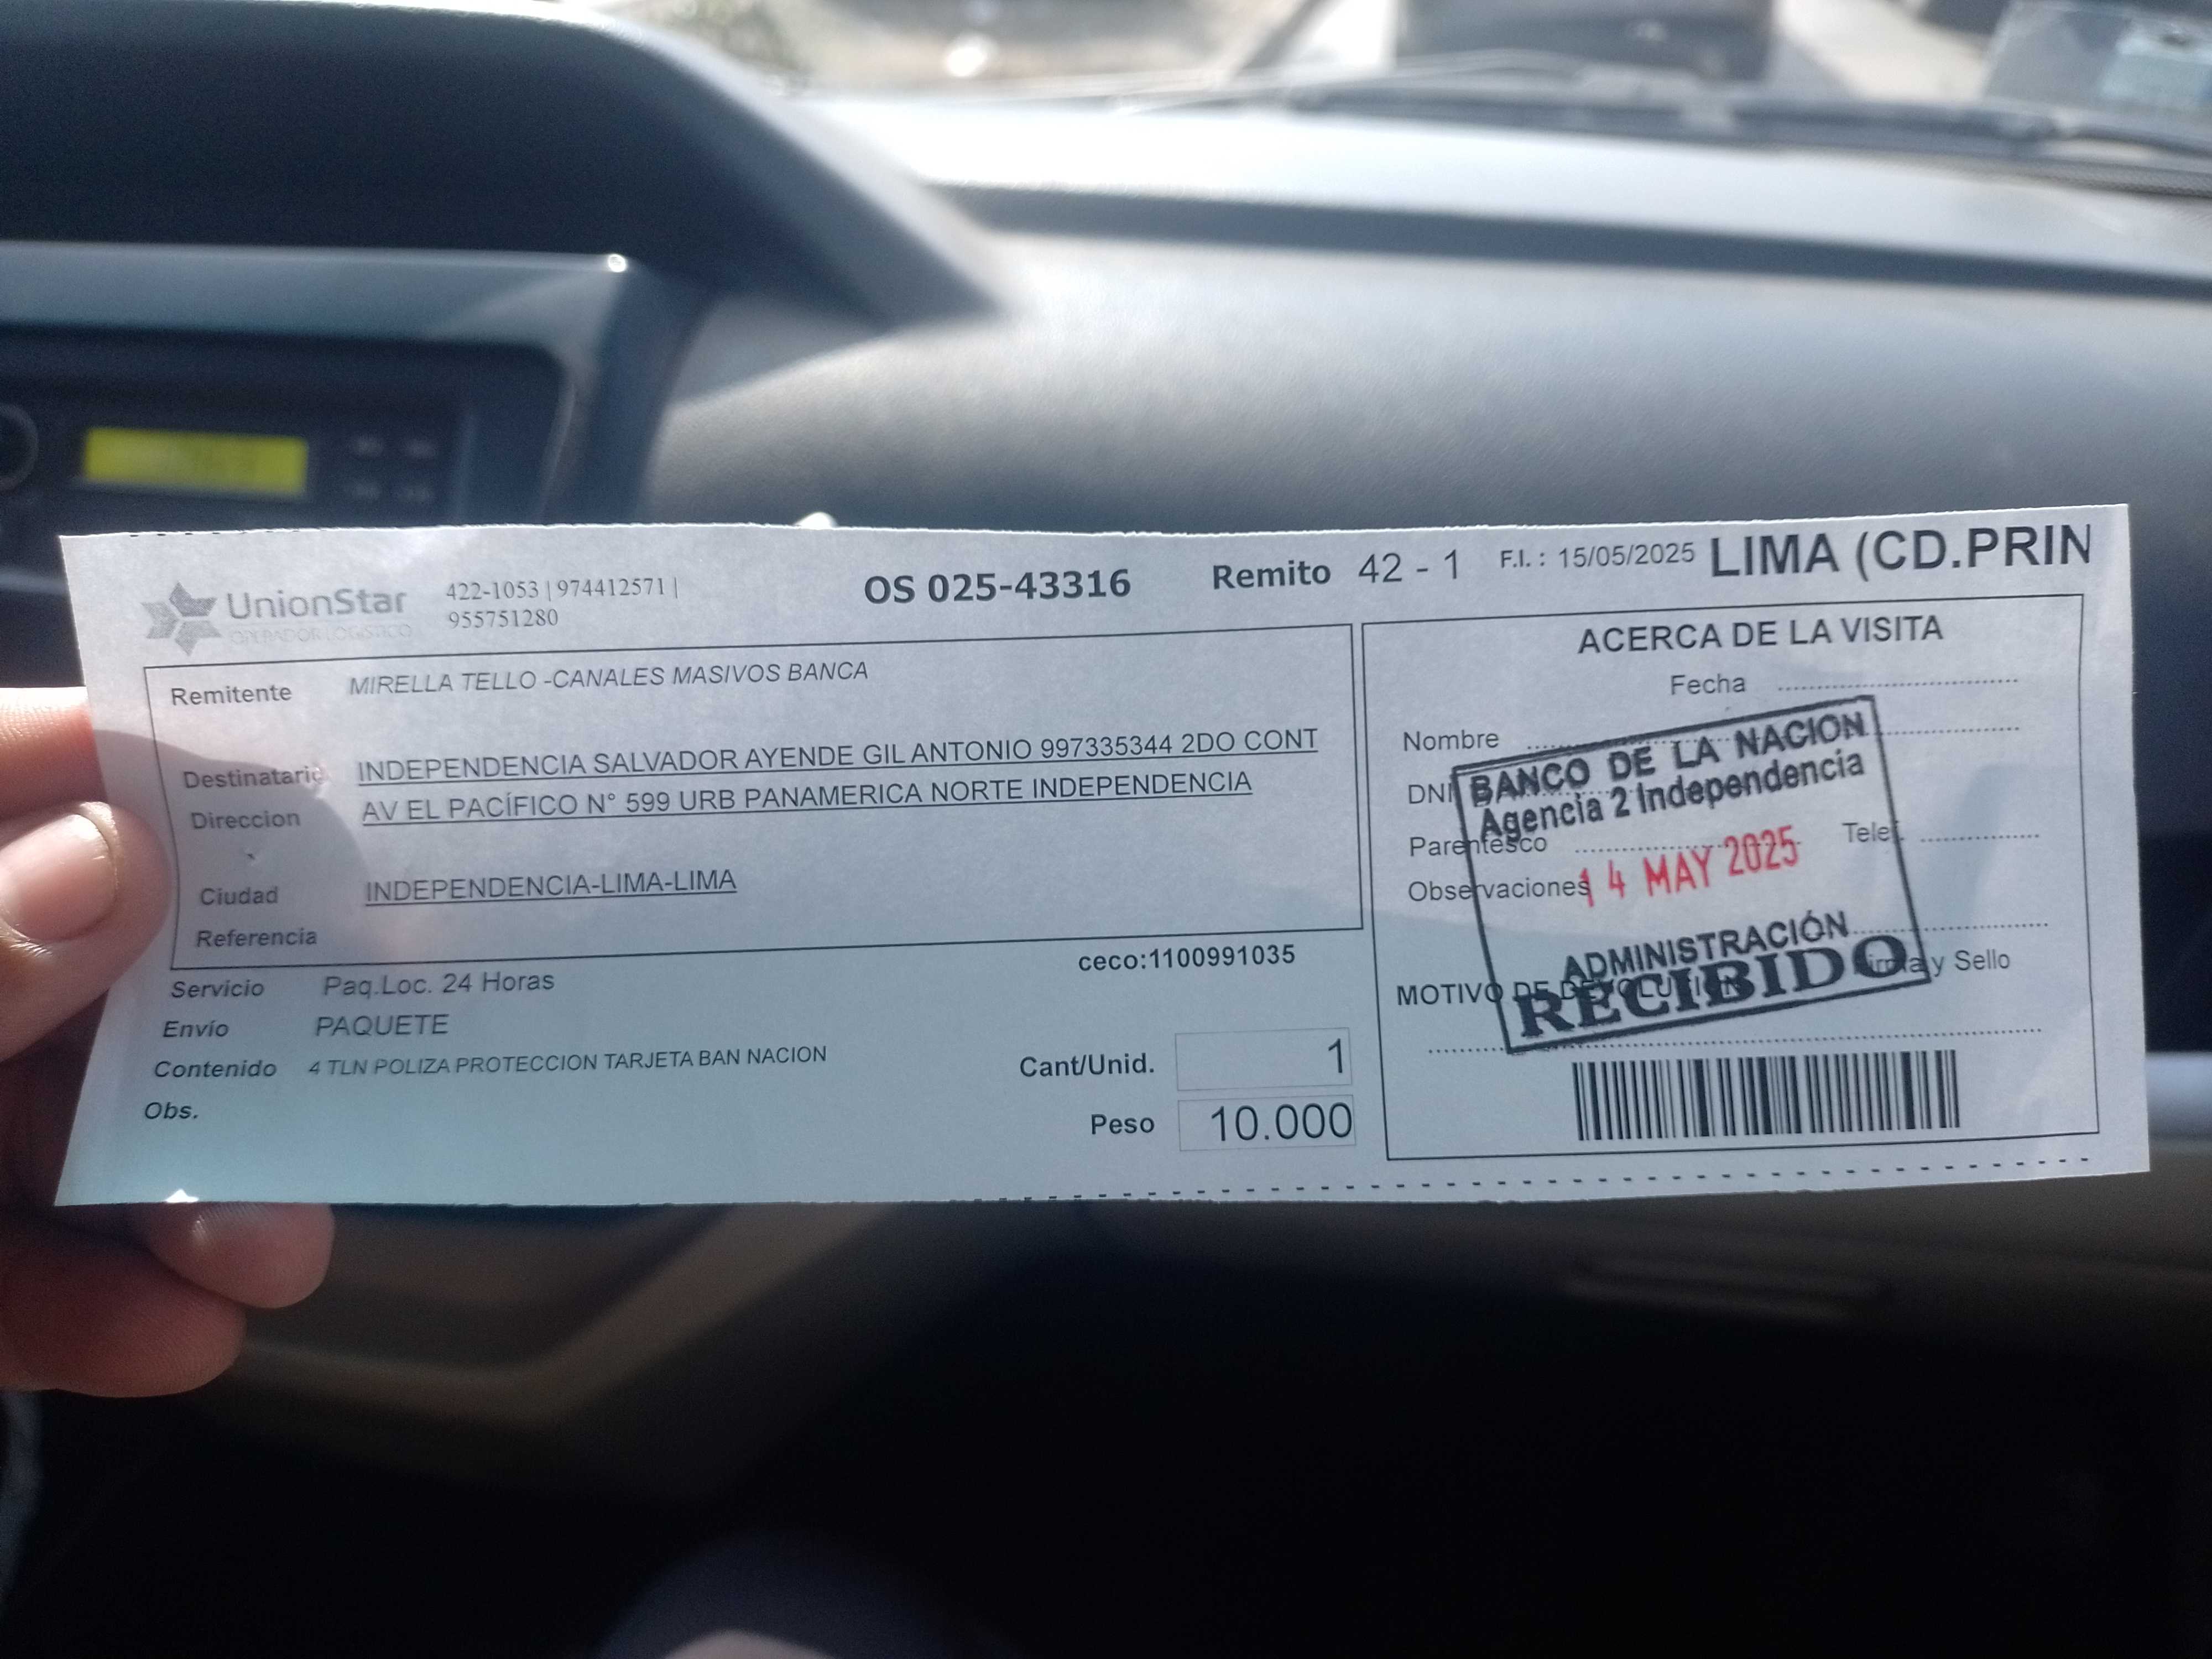 UnionStar
OPERADOR LOGISTICO
422-1053 | 974412571 |
955751280
OS 025-43316
Remito 42 - 1
F.I. : 15/05/2025
LIMA (CD.PRIN
Remitente MIRELLA TELLO -CANALES MASIVOS BANCA
Destinatario INDEPENDENCIA SALVADOR AYENDE GIL ANTONIO 997335344 2DO CONT
Direccion AV EL PACÍFICO N° 599 URB PANAMERICA NORTE INDEPENDENCIA
Ciudad INDEPENDENCIA-LIMA-LIMA
Referencia
ceco:1100991035
Servicio Paq.Loc. 24 Horas
Envío PAQUETE
Contenido 4 TLN POLIZA PROTECCION TARJETA BAN NACION
Obs.
Cant/Unid. 1
Peso 10.000
ACERCA DE LA VISITA
Fecha
Nombre
DNI
Parentesco
Telef.
Observaciones
Firma y Sello
MOTIVO DE DEVOLUCION
BANCO DE LA NACION
Agencia 2 Independencia
14 MAY 2025
ADMINISTRACIÓN
RECIBIDO